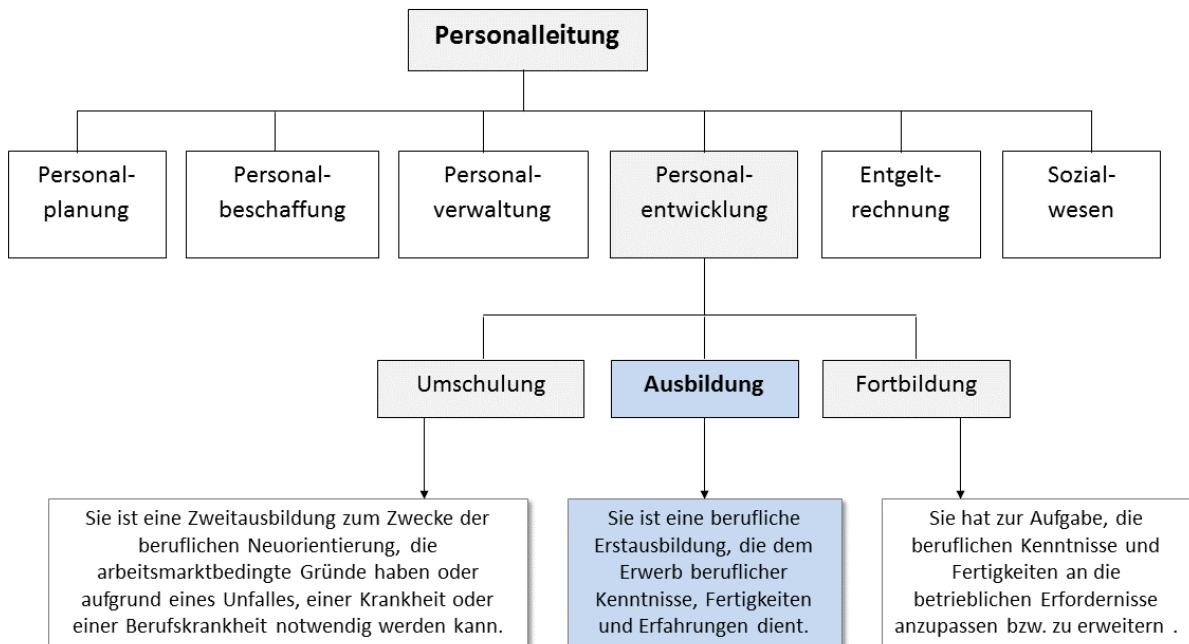 Personalleitung
Personal-
planung
Personal-
beschaffung
Personal-
verwaltung
Personal-
entwicklung
Entgelt-
rechnung
Sozial-
wesen
Umschulung
Ausbildung
Fortbildung
Sie ist eine Zweitausbildung zum Zwecke der
beruflichen Neuorientierung, die
arbeitsmarktbedingte Gründe haben oder
aufgrund eines Unfalles, einer Krankheit oder
einer Berufskrankheit notwendig werden kann.
Sie ist eine berufliche
Erstausbildung, die dem
Erwerb beruflicher
Kenntnisse, Fertigkeiten
und Erfahrungen dient.
Sie hat zur Aufgabe, die
beruflichen Kenntnisse und
Fertigkeiten an die
betrieblichen Erfordernisse
anzupassen bzw. zu erweitern .